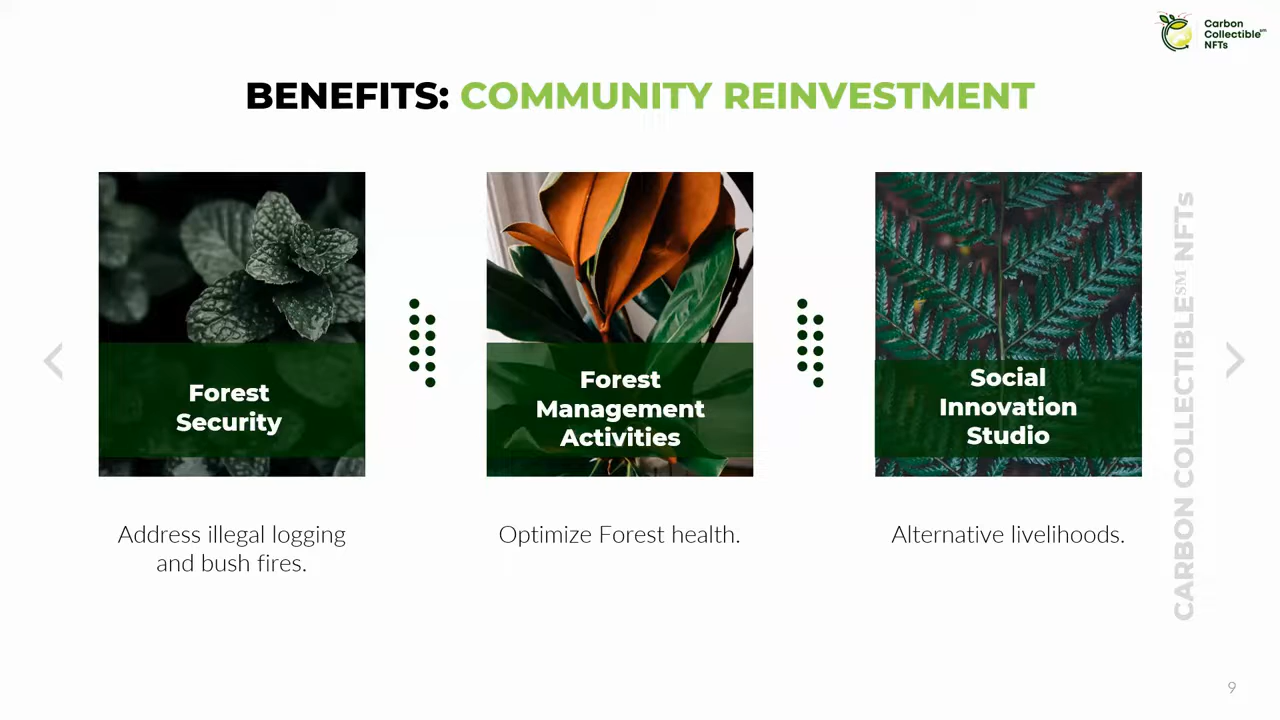 Carbon
Collectible℠
NFTs
BENEFITS: COMMUNITY REINVESTMENT
Forest
Security
Forest
Management
Activities
Social
Innovation
Studio
Address illegal logging
and bush fires.
Optimize Forest health.
Alternative livelihoods.
CARBON COLLECTIBLE℠ NFTs
9